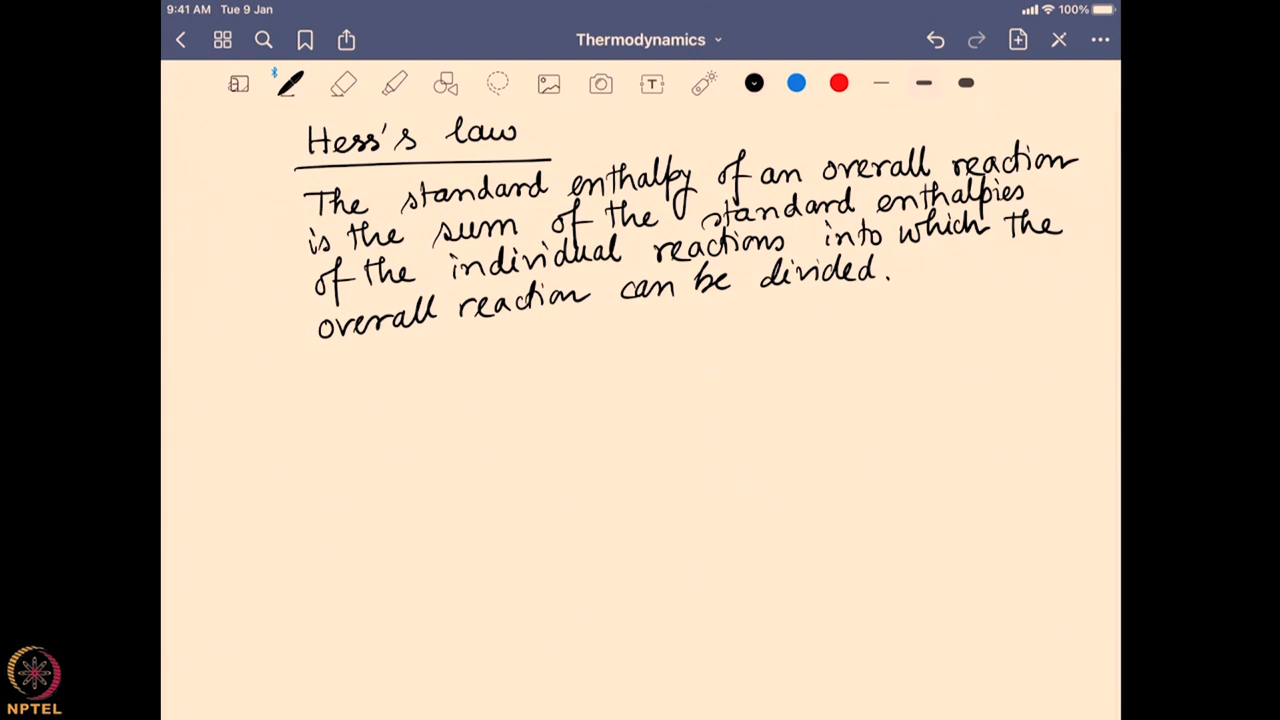 9:41 AM Tue 9 Jan
100%
Thermodynamics
T
Hess's law
The standard enthalpy of an overall reaction
is the sum of the standard enthalpies
of the individual reactions into which the
overall reaction can be divided.
NPTEL